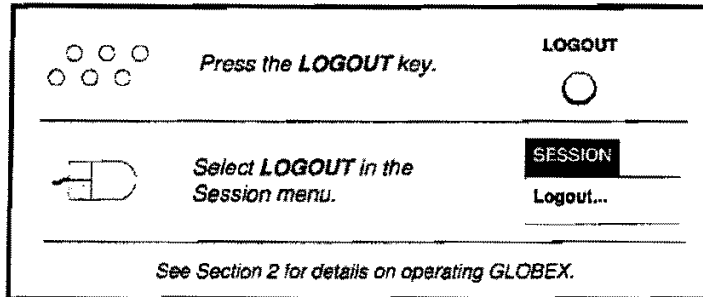 Press the LOGOUT key.
LOGOUT
Select LOGOUT in the
Session menu.
SESSION
Logout...
See Section 2 for details on operating GLOBEX.